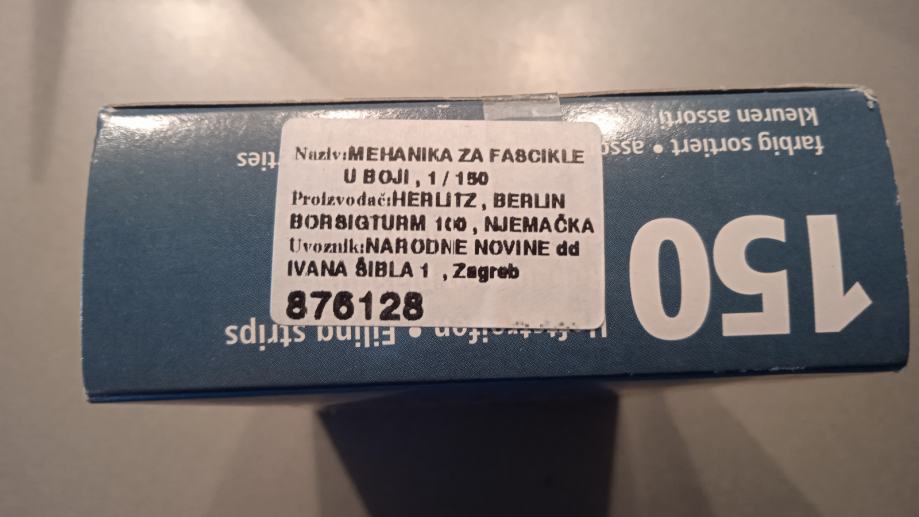 Naziv:MEHANIKA ZA FASCIKLE
U BOJI , 1 / 150
Proizvođač:HERLITZ , BERLIN
BORSIGTURM 100 , NJEMAČKA
Uvoznik:NARODNE NOVINE dd
IVANA ŠIBLA 1 , Zagreb
876128
150
Filing strips
farbig sortiert •
kleuren assorti